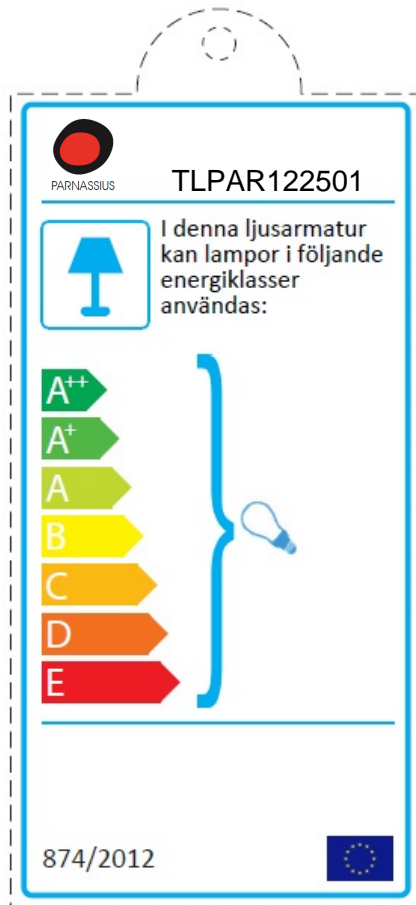 PARNASSIUS
TLPAR122501
I denna ljusarmatur
kan lampor i följande
energiklasser
användas:
A++
A+
A
B
C
D
E
874/2012